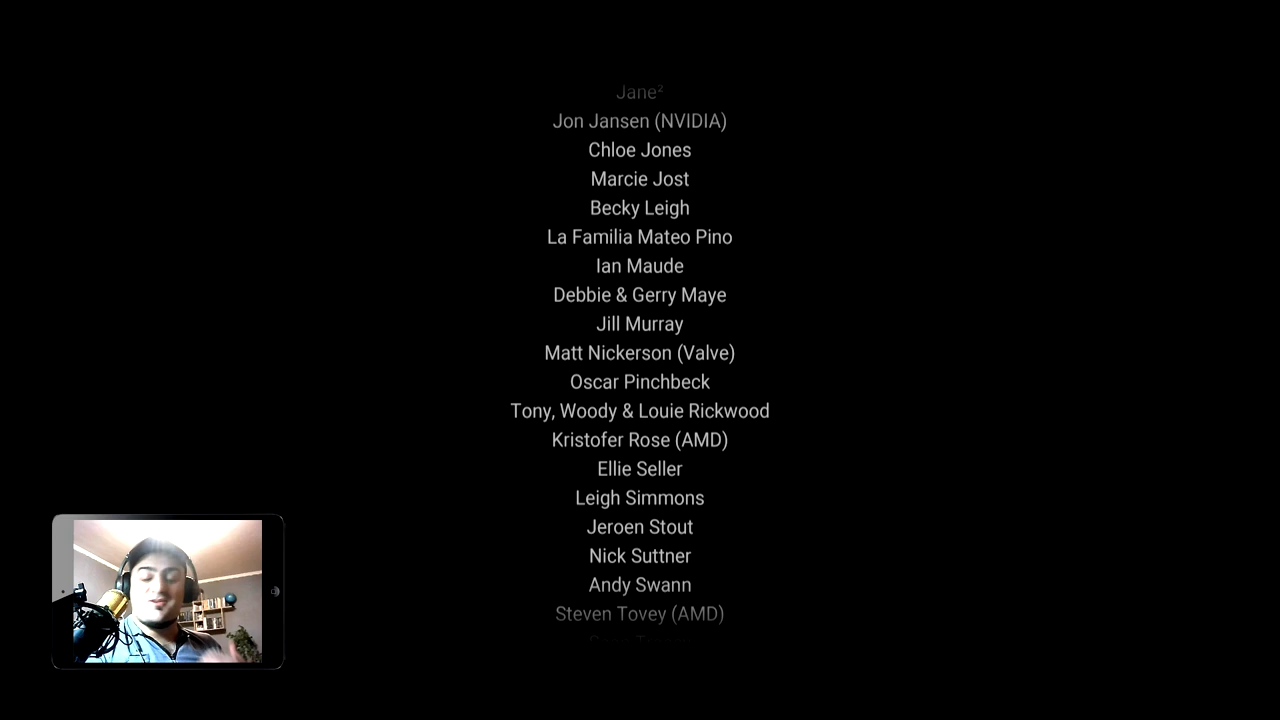 Jane²
Jon Jansen (NVIDIA)
Chloe Jones
Marcie Jost
Becky Leigh
La Familia Mateo Pino
Ian Maude
Debbie & Gerry Maye
Jill Murray
Matt Nickerson (Valve)
Oscar Pinchbeck
Tony, Woody & Louie Rickwood
Kristofer Rose (AMD)
Ellie Seller
Leigh Simmons
Jeroen Stout
Nick Suttner
Andy Swann
Steven Tovey (AMD)